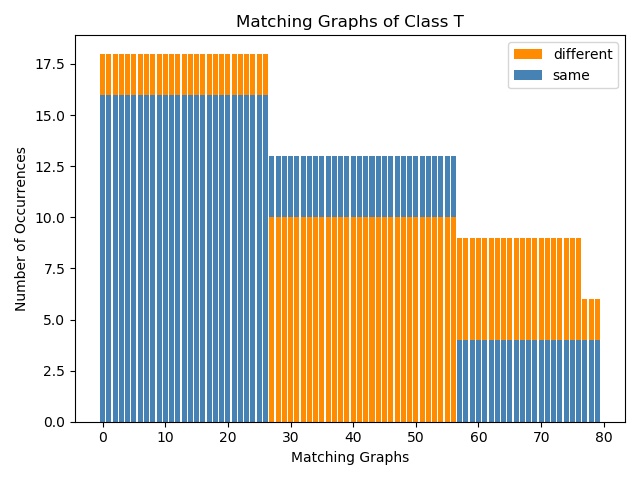 Matching Graphs of Class T
different
same
Number of Occurrences
17.5
15.0
12.5
10.0
7.5
5.0
2.5
0.0
0 10 20 30 40 50 60 70 80
Matching Graphs